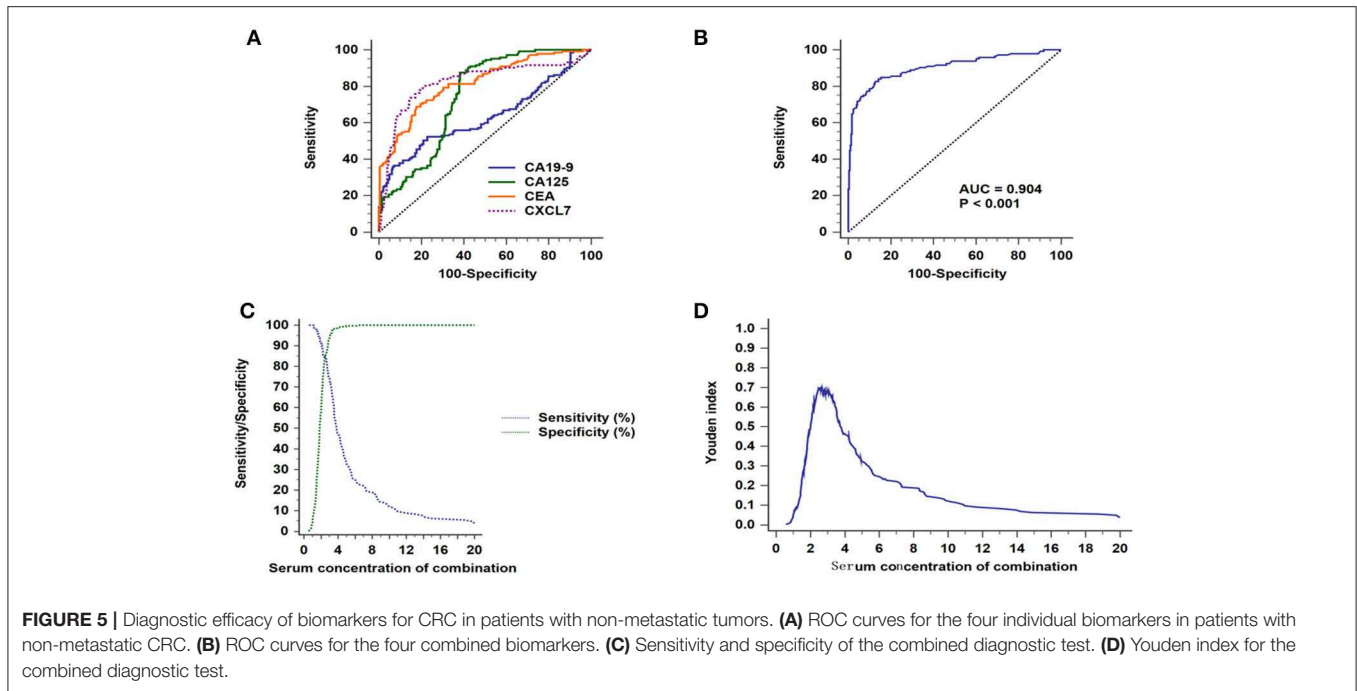 A
100
80
60
40
20
0
Sensitivity
0 20 40 60 80 100
100-Specificity
CA19-9
CA125
CEA
CXCL7
B
100
80
60
40
20
0
Sensitivity
0 20 40 60 80 100
100-Specificity
AUC = 0.904
P < 0.001
C
100
90
80
70
60
50
40
30
20
10
0
Sensitivity/Specificity
0 4 8 12 16 20
Serum concentration of combination
Sensitivity (%)
Specificity (%)
D
1.0
0.9
0.8
0.7
0.6
0.5
0.4
0.3
0.2
0.1
0.0
Youden index
0 2 4 6 8 10 12 14 16 18 20
Serum concentration of combination
FIGURE 5 | Diagnostic efficacy of biomarkers for CRC in patients with non-metastatic tumors. (A) ROC curves for the four individual biomarkers in patients with
non-metastatic CRC. (B) ROC curves for the four combined biomarkers. (C) Sensitivity and specificity of the combined diagnostic test. (D) Youden index for the
combined diagnostic test.